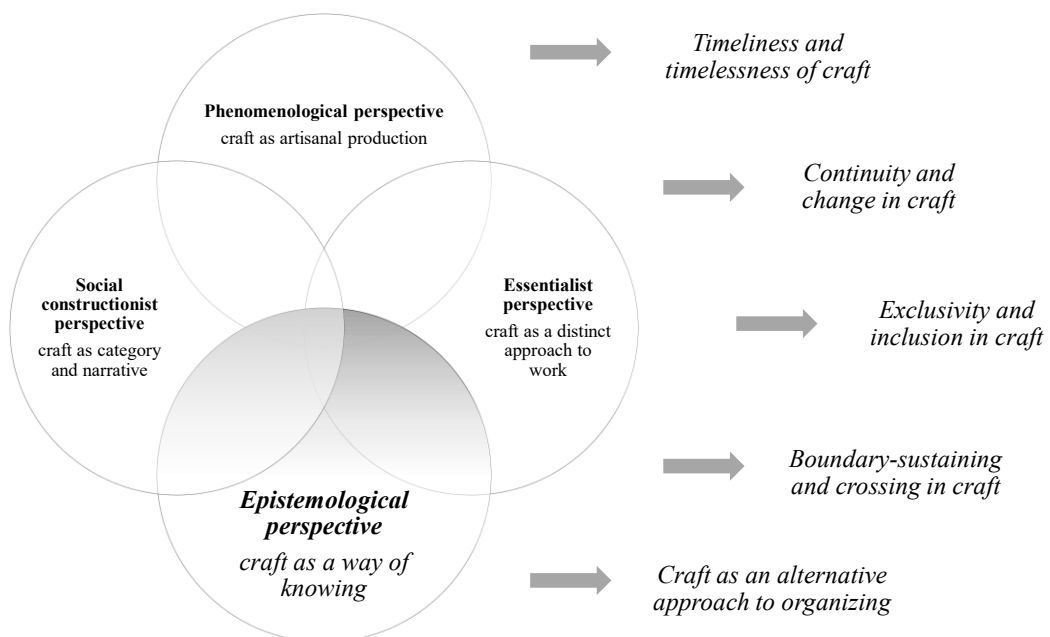 Phenomenological perspective
craft as artisanal production
Social
constructionist
perspective
craft as category
and narrative
Essentialist
perspective
craft as a distinct
approach to
work
Epistemological
perspective
craft as a way of
knowing
Timeliness and
timelessness of craft
Continuity and
change in craft
Exclusivity and
inclusion in craft
Boundary-sustaining
and crossing in craft
Craft as an alternative
approach to organizing